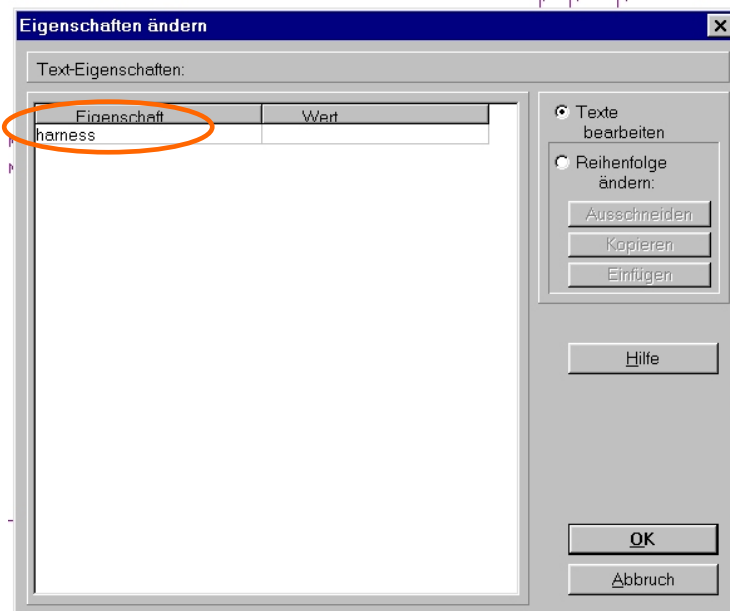 Eigenschaften ändern
Text-Eigenschaften:
Eigenschaft Wert
harness
Texte
bearbeiten
Reihenfolge
ändern:
Ausschneiden
Kopieren
Einfügen
Hilfe
OK
Abbruch